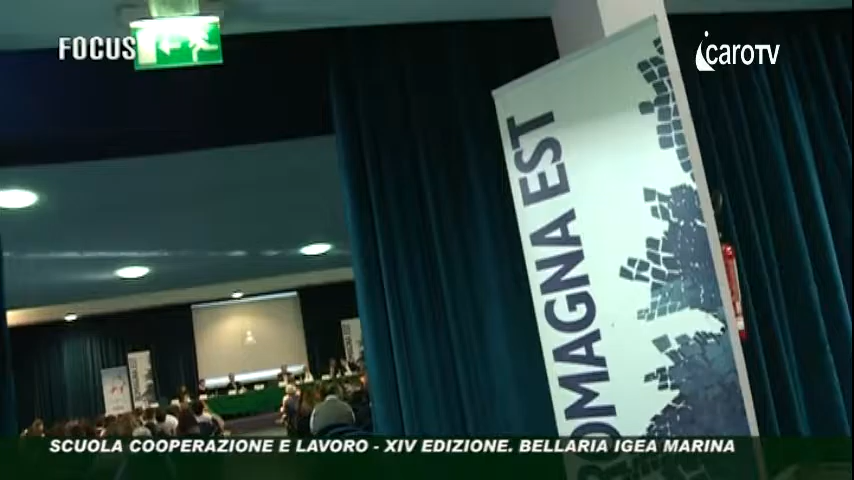 FOCUS
icaroTV
ROMAGNA EST
SCUOLA COOPERAZIONE E LAVORO - XIV EDIZIONE. BELLARIA IGEA MARINA